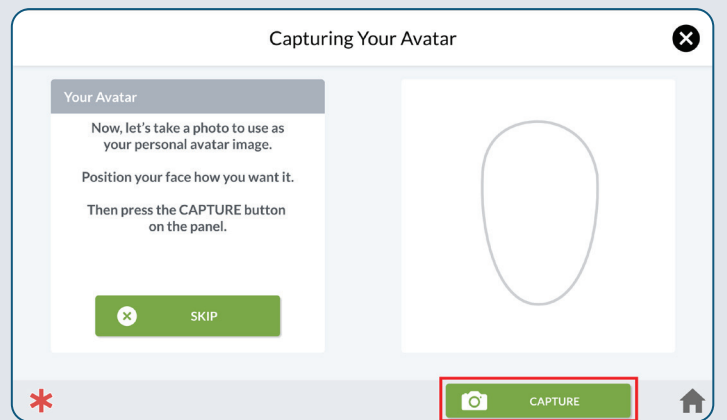 Capturing Your Avatar
Your Avatar
Now, let's take a photo to use as
your personal avatar image.
Position your face how you want it.
Then press the CAPTURE button
on the panel.
SKIP
CAPTURE